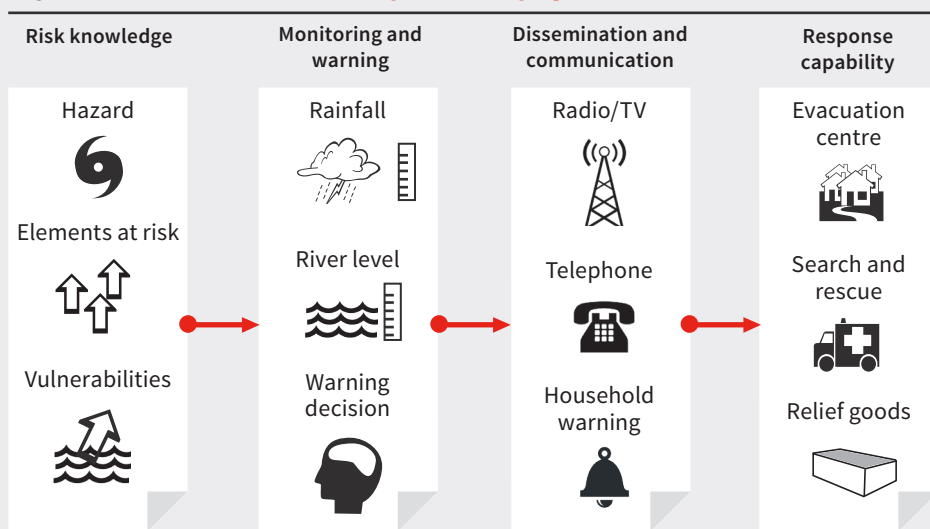 Risk knowledge
Monitoring and
warning
Dissemination and
communication
Response
capability
Hazard
Elements at risk
Vulnerabilities
Rainfall
River level
Warning
decision
Radio/TV
Telephone
Household
warning
Evacuation
centre
Search and
rescue
Relief goods